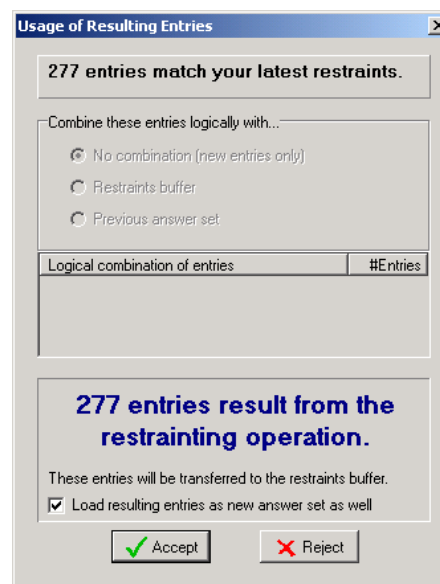 Usage of Resulting Entries
277 entries match your latest restraints.
Combine these entries logically with...
No combination (new entries only)
Restraints buffer
Previous answer set
Logical combination of entries #Entries
277 entries result from the
restrainting operation.
These entries will be transferred to the restraints buffer.
Load resulting entries as new answer set as well
Accept Reject